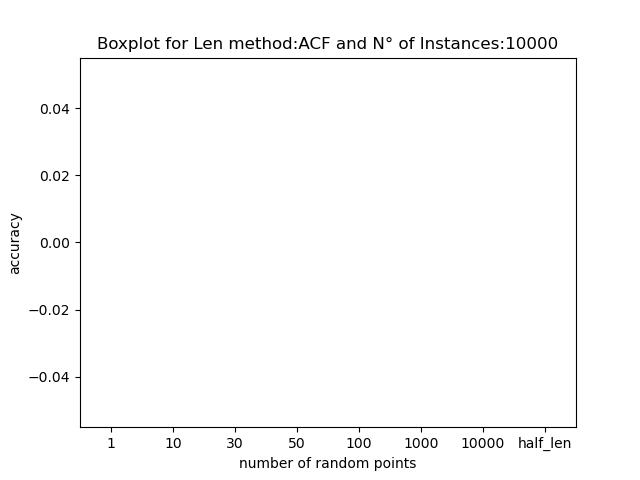 Boxplot for Len method:ACF and N° of Instances:10000
0.04
0.02
0.00
−0.02
−0.04
accuracy
1 10 30 50 100 1000 10000 half_len
number of random points